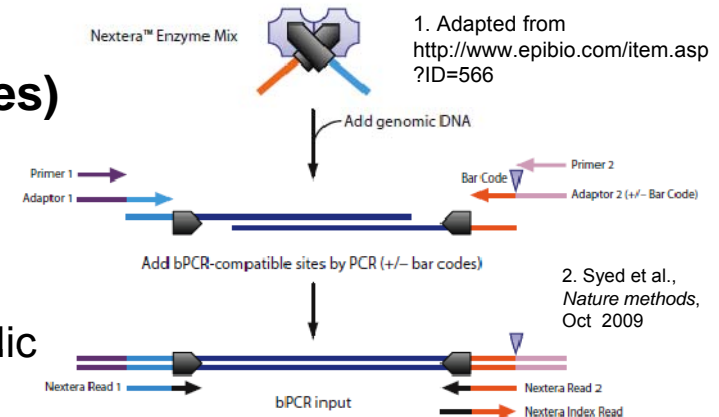 Nextera™ Enzyme Mix
1. Adapted from
http://www.epibio.com/item.asp
?ID=566
es)
Add genomic DNA
Primer 1
Adaptor 1
Bar Code
Primer 2
Adaptor 2 (+/– Bar Code)
Add bPCR-compatible sites by PCR (+/– bar codes)
2. Syed et al.,
Nature methods,
Oct 2009
lic
Nextera Read 1
bPCR input
Nextera Read 2
Nextera Index Read